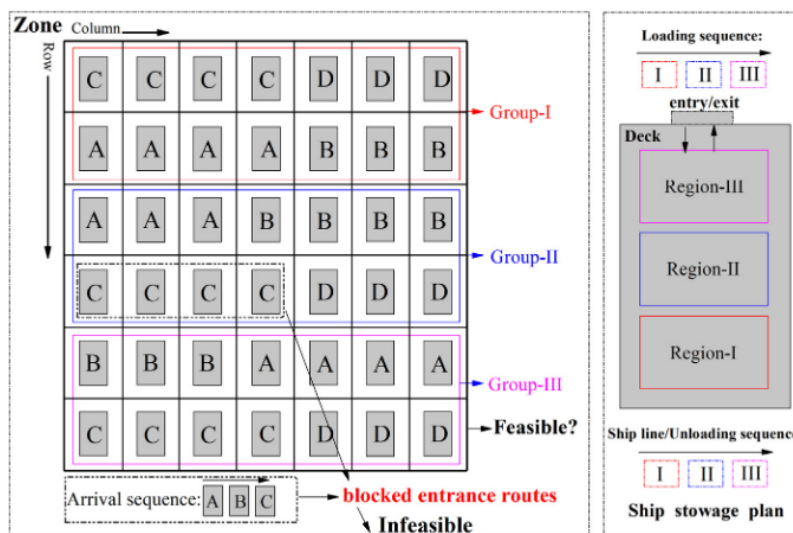 Zone Column
Row
C C C C D D D
Group-I
A A A A B B B
A A A B B B B
Group-II
C C C C D D D
B B B A A A A
Group-III
C C C C D D D
Feasible?
Arrival sequence: A B C
blocked entrance routes
Infeasible
Loading sequence:
I II III
entry/exit
Deck
Region-III
Region-II
Region-I
Ship line/Unloading sequence
I II III
Ship stowage plan